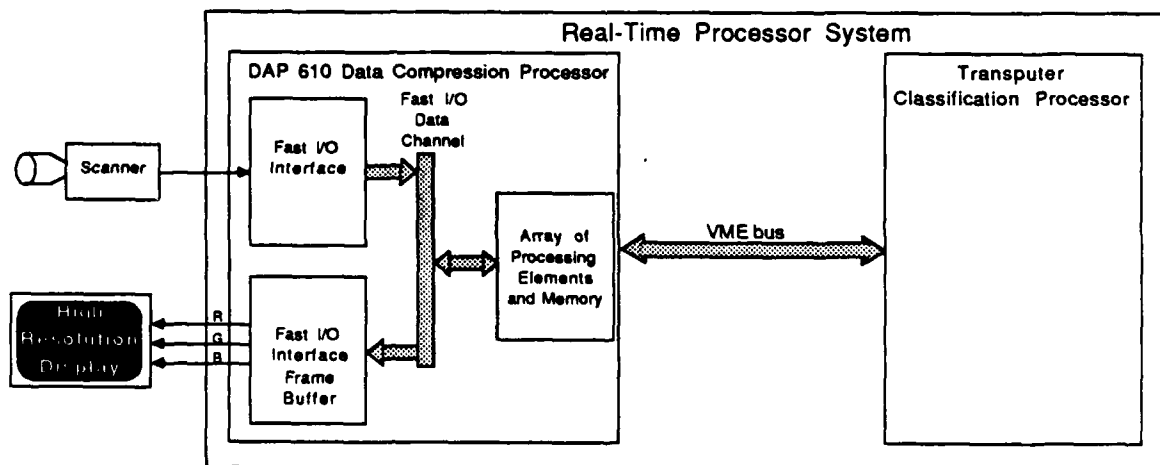 Real-Time Processor System
DAP 610 Data Compression Processor
Fast I/O
Data
Channel
Transputer
Classification Processor
Fast I/O
Interface
Scanner
Array of
Processing
Elements
and Memory
VME bus
High
Resolution
Display
R
G
B
Fast I/O
Interface
Frame
Buffer